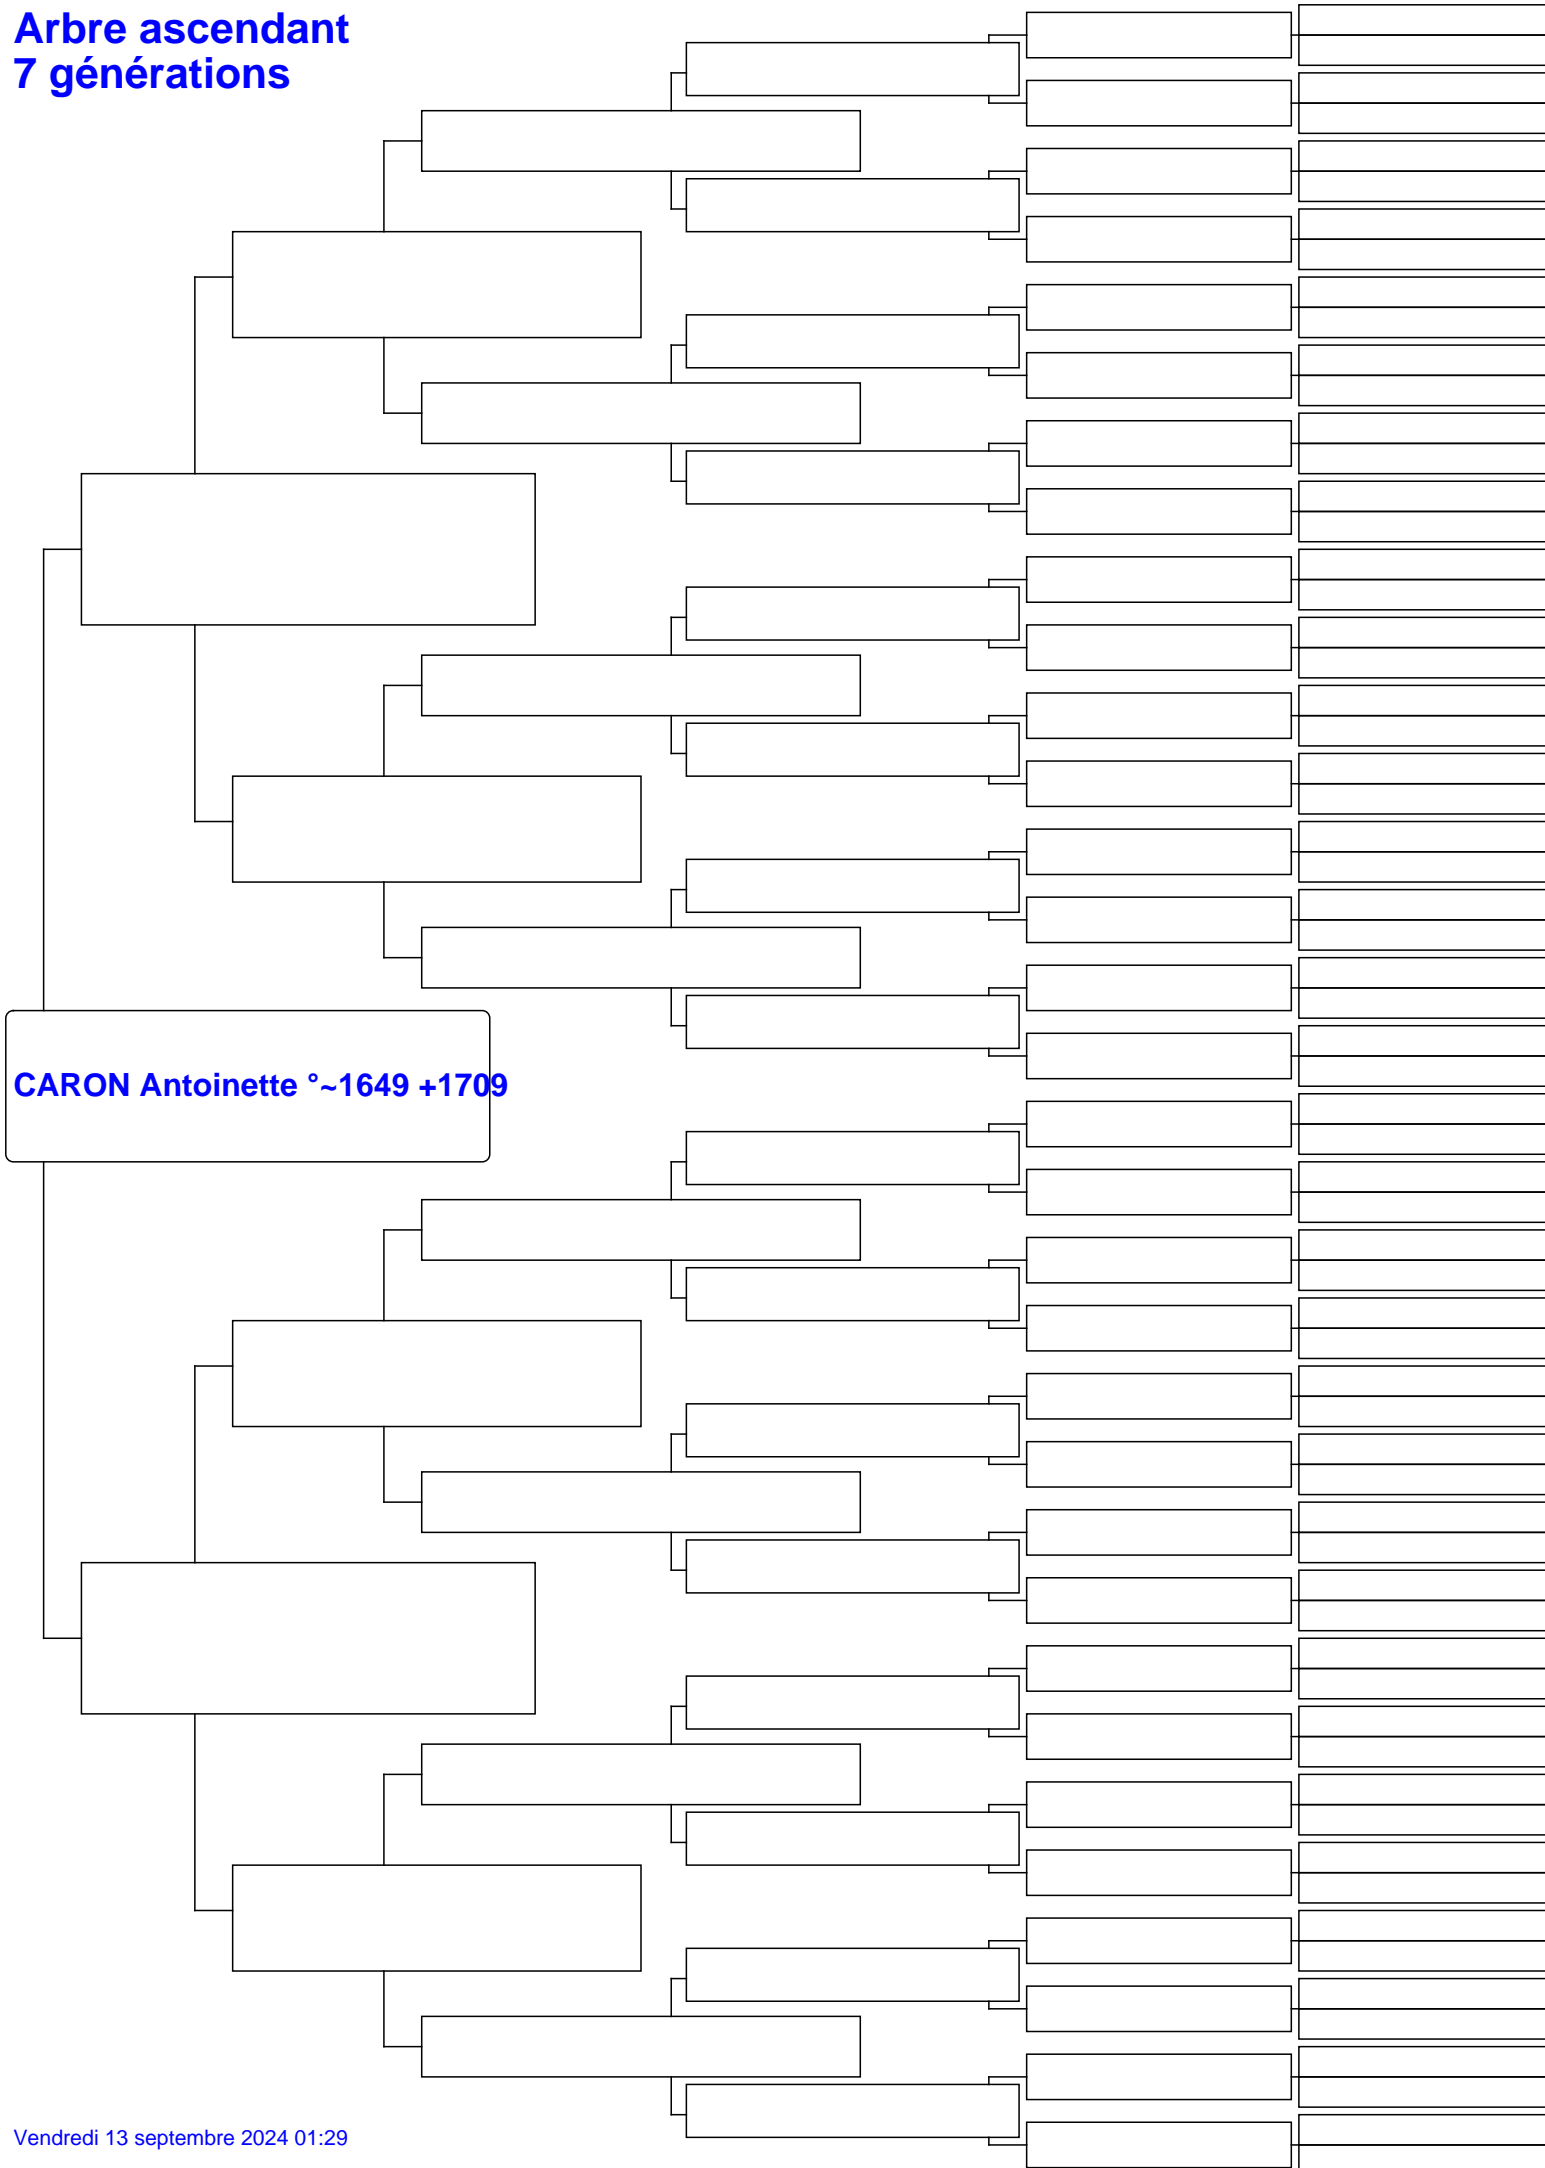 Arbre ascendant
7 générations
CARON Antoinette °~1649 +1709
Vendredi 13 septembre 2024 01:29